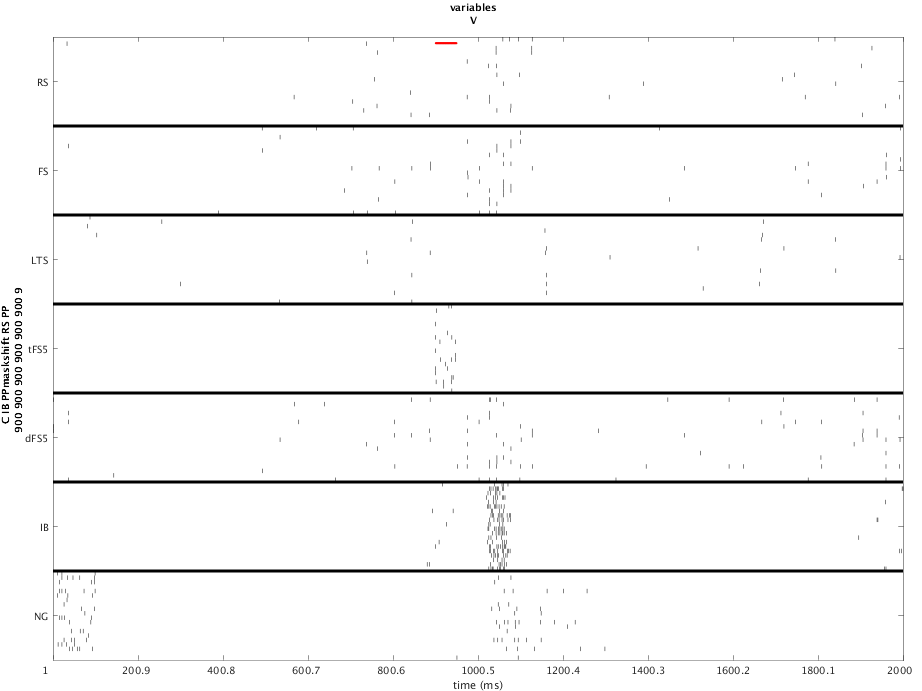 variables
V
RS
FS
LTS
tFS5
dFS5
IB
NG
C IB PPmaskshift RS PP
900 900 900 900 900 900 9
1
200.9
400.8
600.7
800.6
1000.5
1200.4
1400.3
1600.2
1800.1
2000
time (ms)